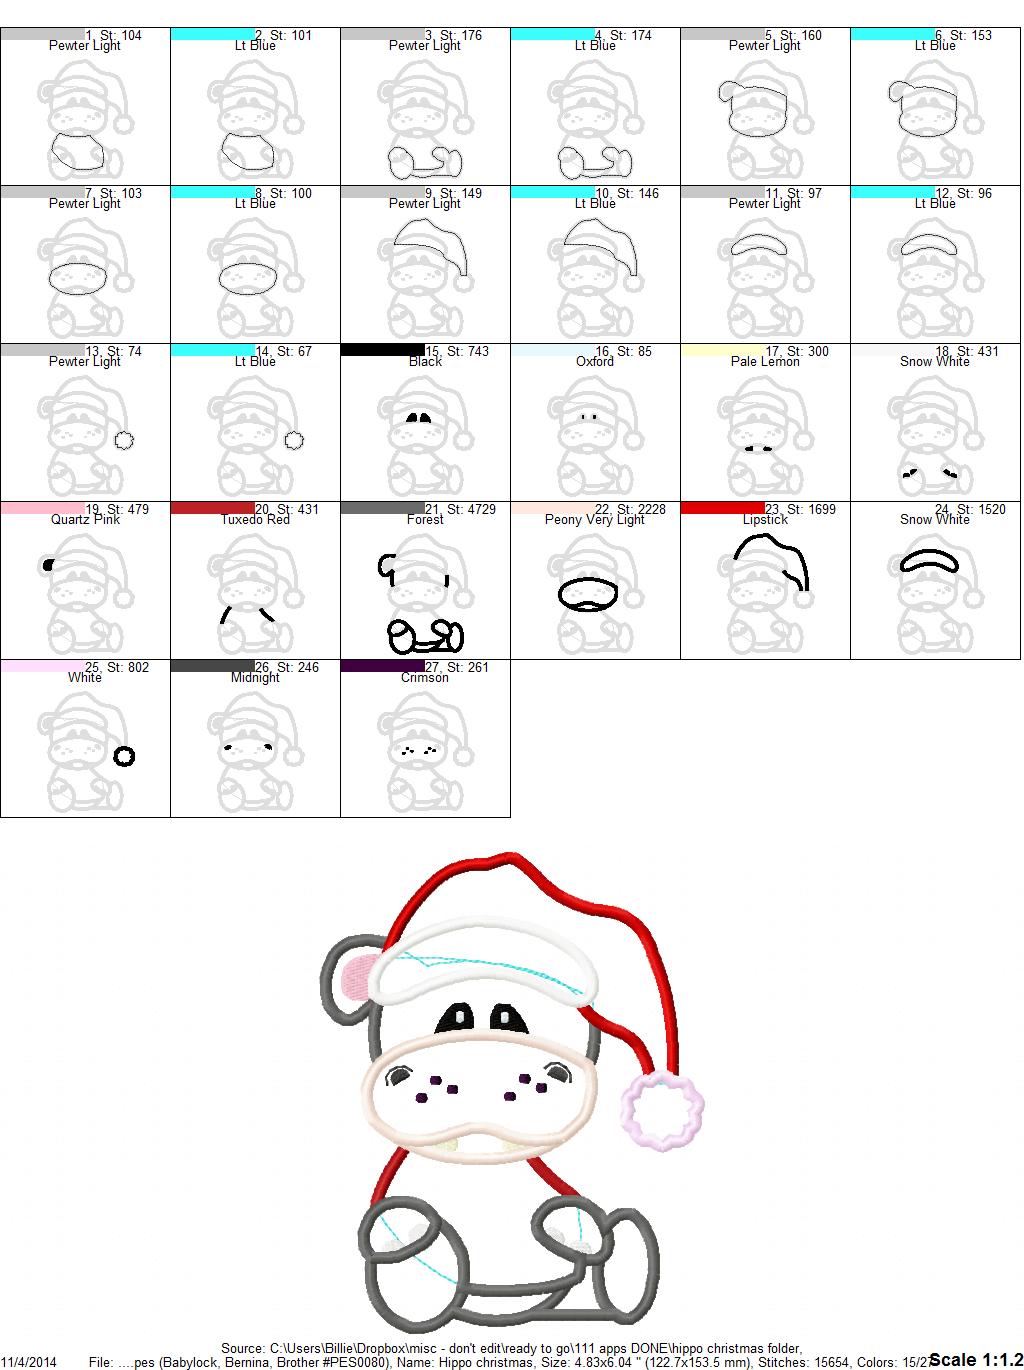 1, St: 104
Pewter Light
2, St: 101
Lt Blue
3, St: 176
Pewter Light
4, St: 174
Lt Blue
5, St: 160
Pewter Light
6, St: 153
Lt Blue
7, St: 103
Pewter Light
8, St: 100
Lt Blue
9, St: 149
Pewter Light
10, St: 146
Lt Blue
11, St: 97
Pewter Light
12, St: 96
Lt Blue
13, St: 74
Pewter Light
14, St: 67
Lt Blue
15, St: 743
Black
16, St: 85
Oxford
17, St: 300
Pale Lemon
18, St: 431
Snow White
19, St: 479
Quartz Pink
20, St: 431
Tuxedo Red
21, St: 4729
Forest
22, St: 2228
Peony Very Light
23, St: 1699
Lipstick
24, St: 1520
Snow White
25, St: 802
White
26, St: 246
Midnight
27, St: 261
Crimson
Source: C:\Users\Billie\Dropbox\misc - don't edit\ready to go\111 apps DONE\hippo christmas folder,
11/4/2014 File: ....pes (Babylock, Bernina, Brother #PES0080), Name: Hippo christmas, Size: 4.83x6.04 " (122.7x153.5 mm), Stitches: 15654, Colors: 15/27 Scale 1:1.2